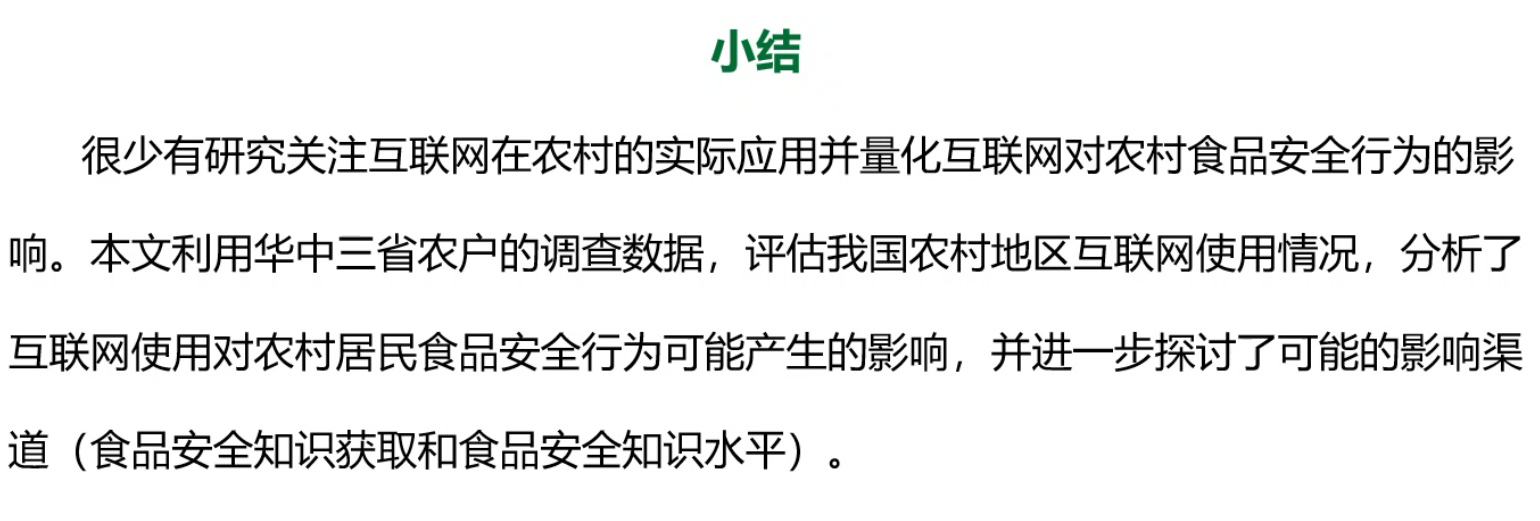 小结
很少有研究关注互联网在农村的实际应用并量化互联网对农村食品安全行为的影
响。本文利用华中三省农户的调查数据，评估我国农村地区互联网使用情况，分析了
互联网使用对农村居民食品安全行为可能产生的影响，并进一步探讨了可能的影响渠
道（食品安全知识获取和食品安全知识水平）。